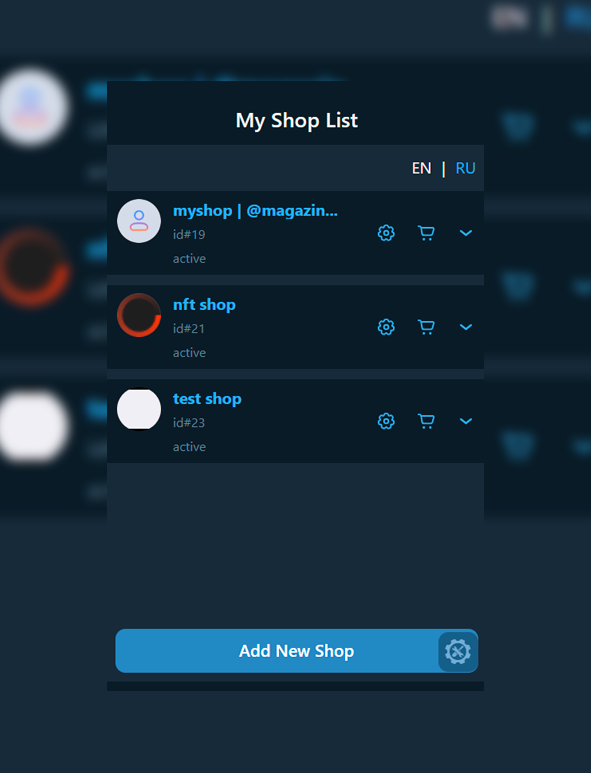 My Shop List
EN | RU
myshop | @magazin...
id#19
active
nft shop
id#21
active
test shop
id#23
active
Add New Shop